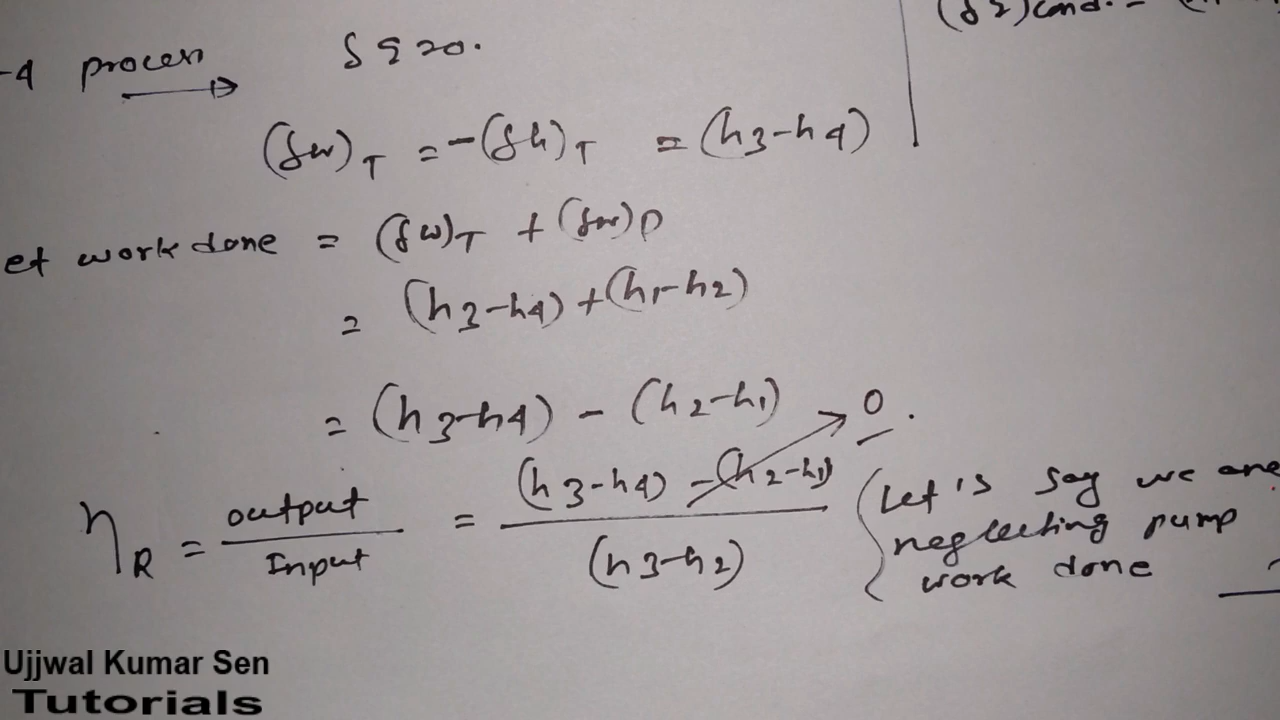 -4 process δq=0.
(δq)cond. =
(δw)T = -(δh)T = (h3-h4)
et work done = (δw)T + (δw)P
= (h3-h4) + (h1-h2)
= (h3-h4) - (h2-h1)
ηR = output/Input = (h3-h4) - (h2-h1) → 0. / (h3-h2)
(Let's say we are
neglecting pump
work done
Ujjwal Kumar Sen
Tutorials